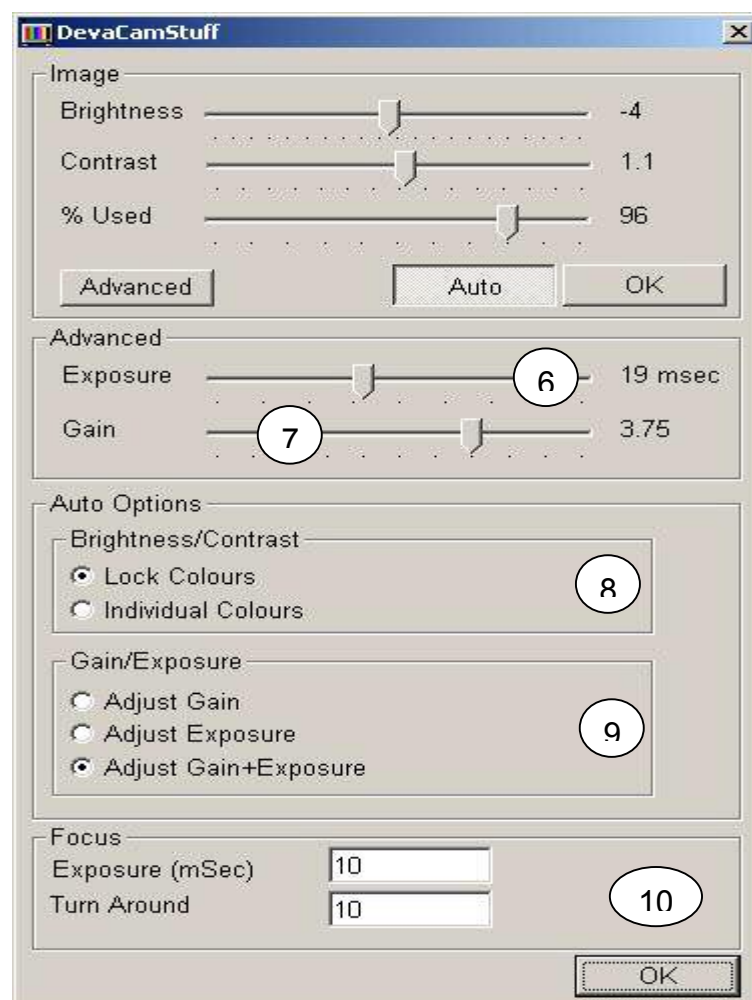 DevaCamStuff
Image
Brightness -4
Contrast 1.1
% Used 96
Advanced Auto OK
Advanced
Exposure 6 19 msec
Gain 7 3.75
Auto Options
Brightness/Contrast
Lock Colours 8
Individual Colours
Gain/Exposure
Adjust Gain
Adjust Exposure 9
Adjust Gain+Exposure
Focus
Exposure (mSec) 10
Turn Around 10 10
OK